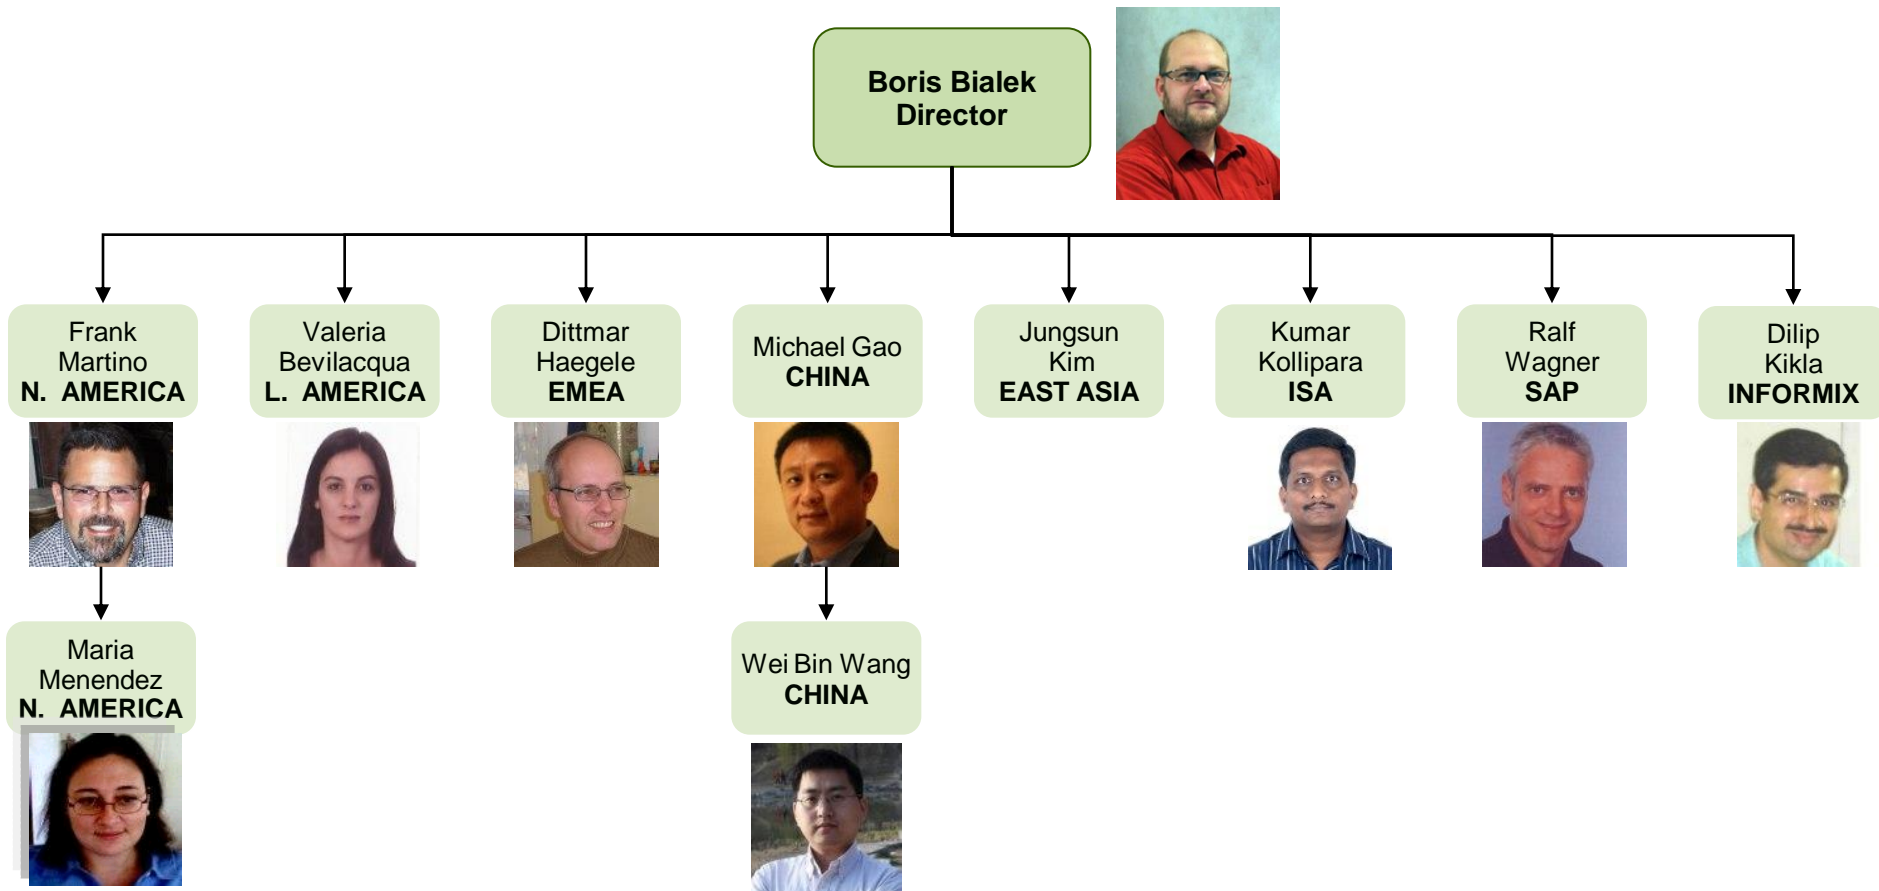 Boris Bialek
Director
Frank
Martino
N. AMERICA
Valeria
Bevilacqua
L. AMERICA
Dittmar
Haegele
EMEA
Michael Gao
CHINA
Jungsun
Kim
EAST ASIA
Kumar
Kollipara
ISA
Ralf
Wagner
SAP
Dilip
Kikla
INFORMIX
Maria
Menendez
N. AMERICA
Wei Bin Wang
CHINA